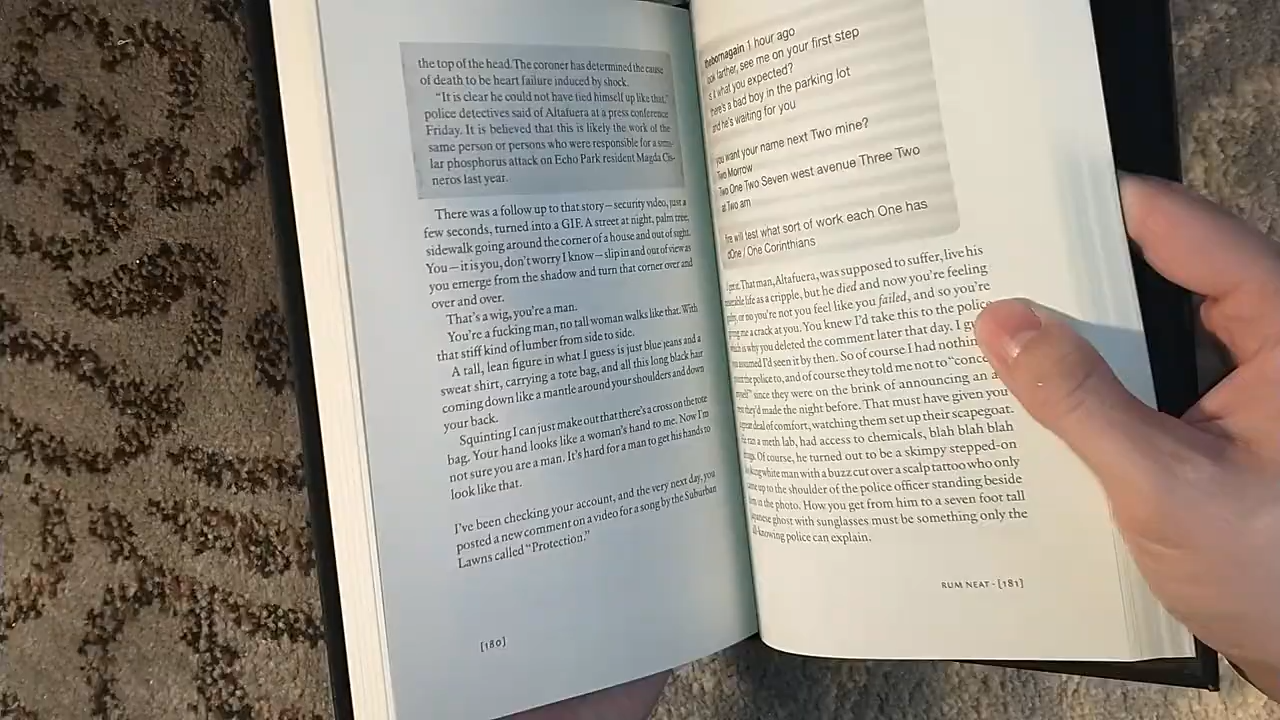 the top of the head. The coroner has determined the cause
of death to be heart failure induced by shock.
“It is clear he could not have tied himself up like that,”
police detectives said of Altafuera at a press conference
Friday. It is believed that this is likely the work of the
same person or persons who were responsible for a simi-
lar phosphorus attack on Echo Park resident Magda Cis-
neros last year.
There was a follow up to that story—security video, just a
few seconds, turned into a GIF. A street at night, palm tree,
sidewalk going around the corner of a house and out of sight.
You—it is you, don't worry I know—slip in and out of view as
you emerge from the shadow and turn that corner over and
over and over.
That's a wig, you're a man.
You're a fucking man, no tall woman walks like that. With
that stiff kind of lumber from side to side.
A tall, lean figure in what I guess is just blue jeans and a
sweat shirt, carrying a tote bag, and all this long black hair
coming down like a mantle around your shoulders and down
your back.
Squinting I can just make out that there's a cross on the tote
bag. Your hand looks like a woman's hand to me. Now I'm
not sure you are a man. It's hard for a man to get his hands to
look like that.
I've been checking your account, and the very next day, you
posted a new comment on a video for a song by the Suburban
Lawns called “Protection.”
[180]
1 hour ago
farther, see me on your first step
what you expected?
there's a bad boy in the parking lot
and he's waiting for you
you want your name next Two mine?
Two Morrow
Two One Two Seven west avenue Three Two
at Two am
fire will test what sort of work each One has
dOne / One Corinthians
That man, Altafuera, was supposed to suffer, live his
life as a cripple, but he died and now you're feeling
or no you're not you feel like you failed, and so you're
me a crack at you. You knew I'd take this to the police
which is why you deleted the comment later that day. I
you assumed I'd seen it by then. So of course I had
the police to, and of course they told me not to
since they were on the brink of announcing an
they'd made the night before. That must have given you
a great deal of comfort, watching them set up their scapegoat.
ran a meth lab, had access to chemicals, blah blah blah
Of course, he turned out to be a skimpy stepped-on
white man with a buzz cut over a scalp tattoo who only
came up to the shoulder of the police officer standing beside
him in the photo. How you get from him to a seven foot tall
Japanese ghost with sunglasses must be something only the
all-knowing police can explain.
RUM NEAT - [181]